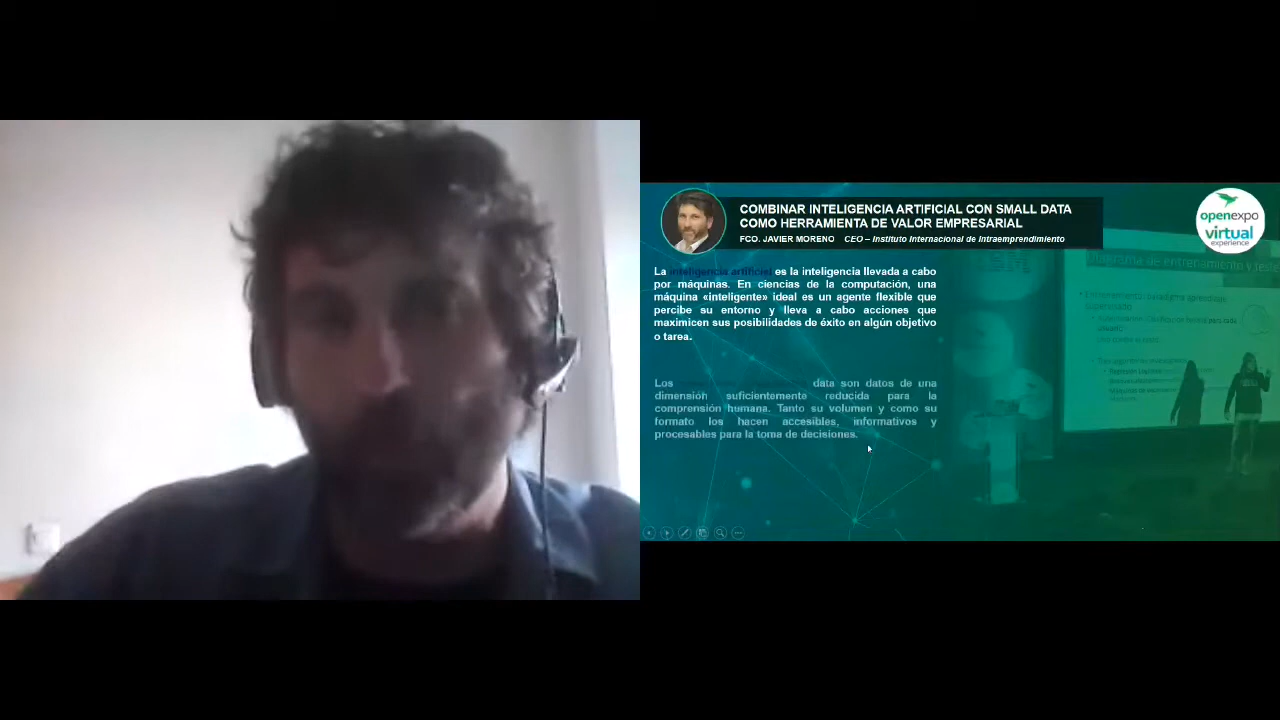 COMBINAR INTELIGENCIA ARTIFICIAL CON SMALL DATA
COMO HERRAMIENTA DE VALOR EMPRESARIAL
FCO. JAVIER MORENO CEO – Instituto Internacional de Intraemprendimiento
openexpo
virtual
experience
La inteligencia artificial es la inteligencia llevada a cabo
por máquinas. En ciencias de la computación, una
máquina «inteligente» ideal es un agente flexible que
percibe su entorno y lleva a cabo acciones que
maximicen sus posibilidades de éxito en algún objetivo
o tarea.
Los data son datos de una
dimensión suficientemente reducida para la
comprensión humana. Tanto su volumen y como su
formato los hacen accesibles, informativos y
procesables para la toma de decisiones.
Programa de entrenamiento y